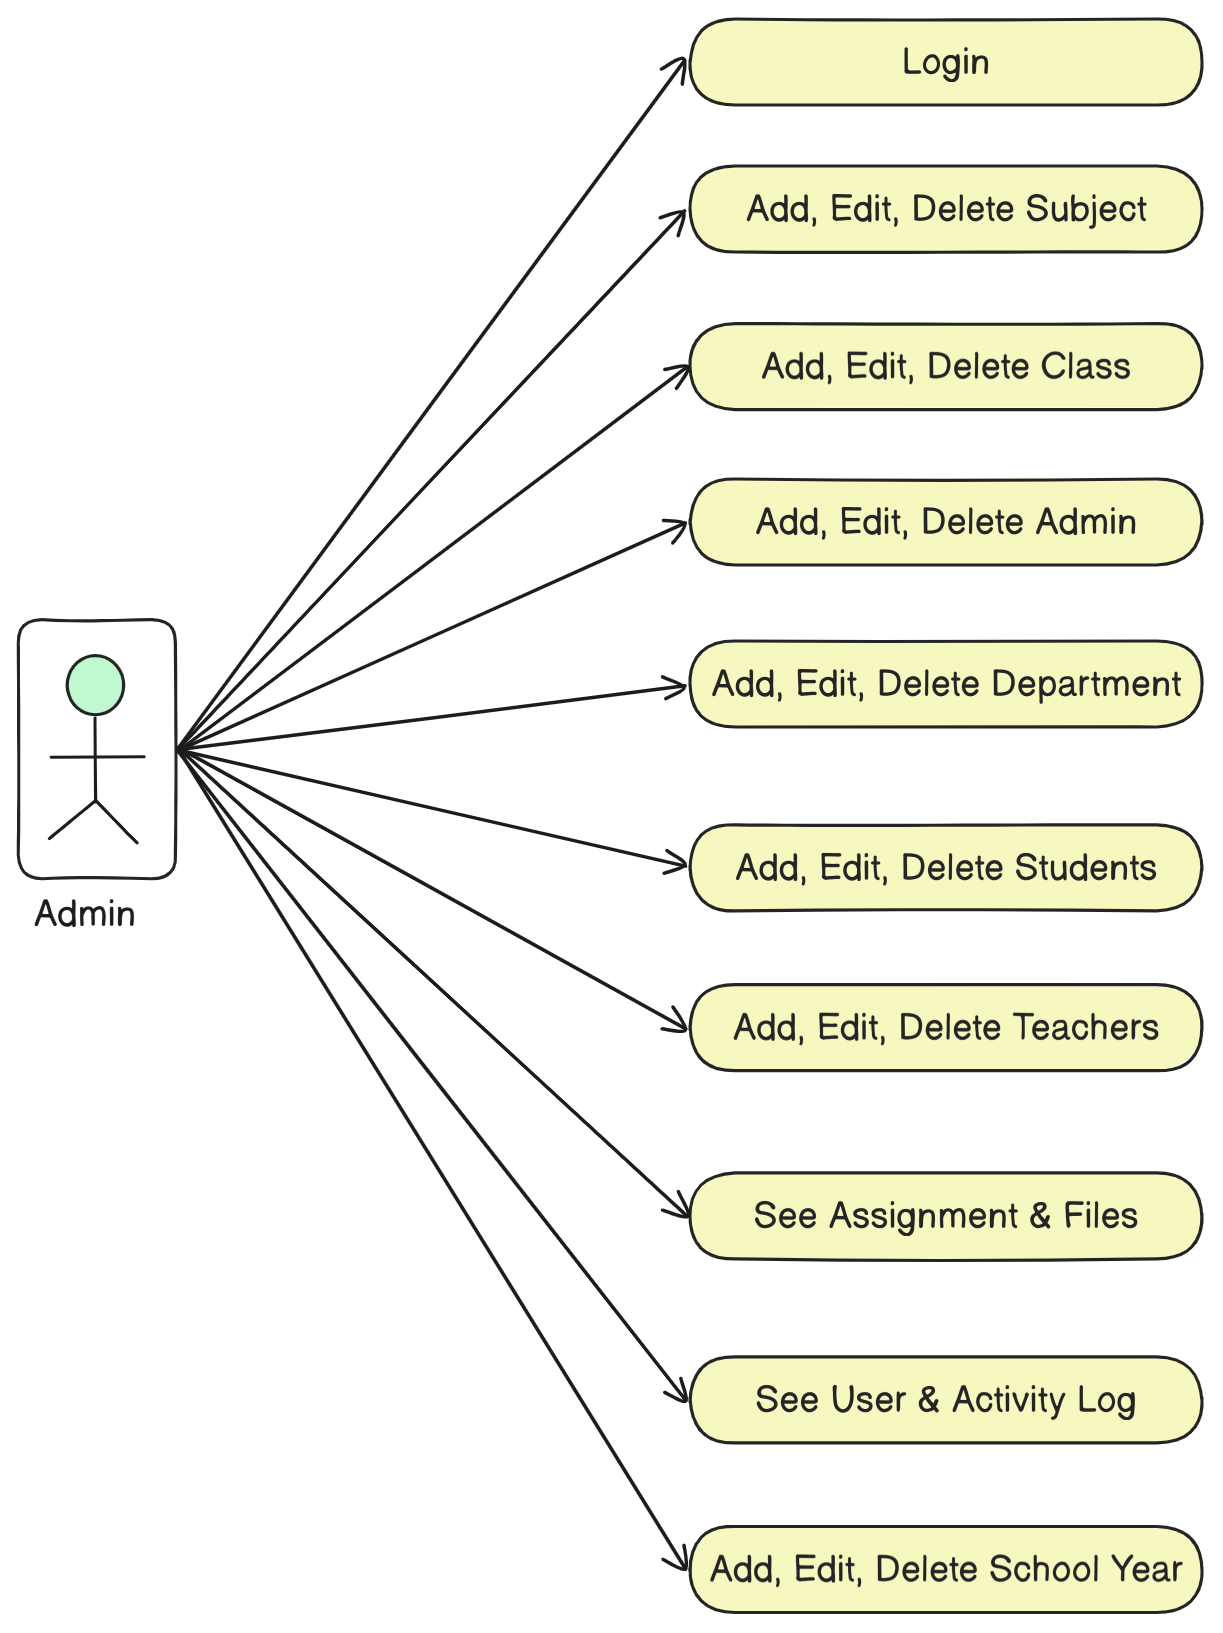 Login
Add, Edit, Delete Subject
Add, Edit, Delete Class
Add, Edit, Delete Admin
Add, Edit, Delete Department
Add, Edit, Delete Students
Admin
Add, Edit, Delete Teachers
See Assignment & Files
See User & Activity Log
Add, Edit, Delete School Year